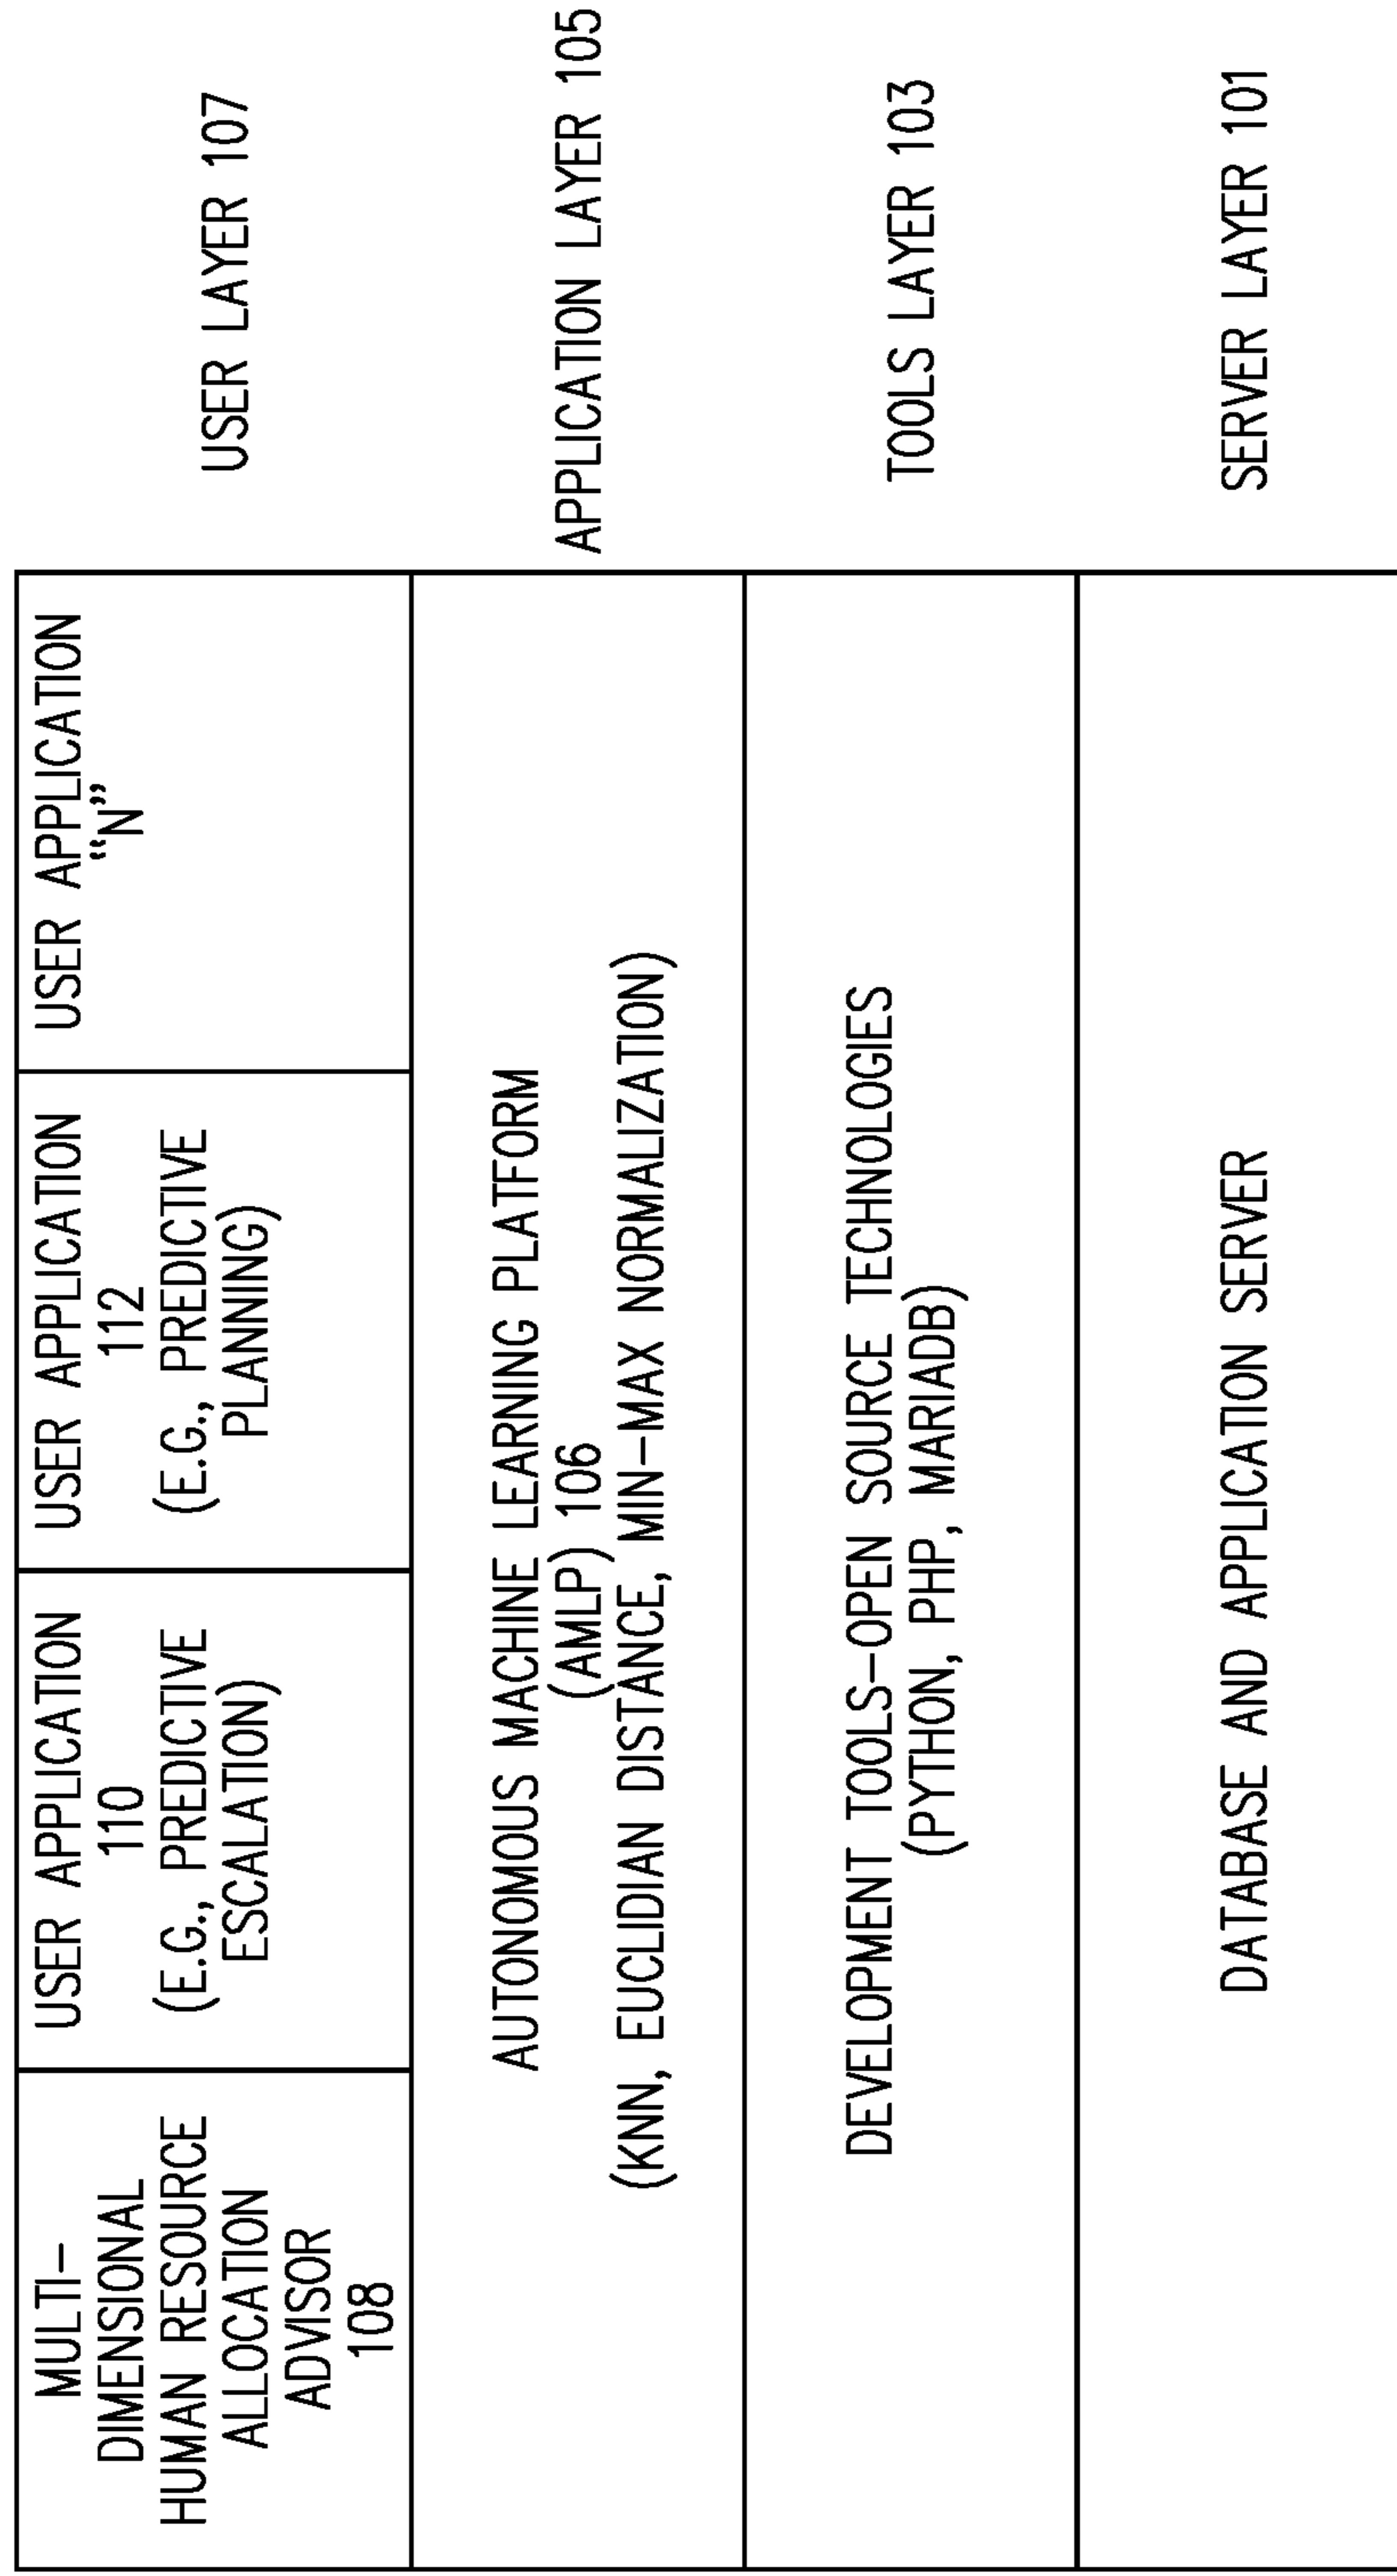 MULTI-
DIMENSIONAL
HUMAN RESOURCE
ALLOCATION
ADVISOR
108
USER APPLICATION
110
(E.G., PREDICTIVE
ESCALATION)
USER APPLICATION
112
(E.G., PREDICTIVE
PLANNING)
USER APPLICATION
“N”
USER LAYER 107
AUTONOMOUS MACHINE LEARNING PLATFORM
(AMLP) 106
(KNN, EUCLIDIAN DISTANCE, MIN-MAX NORMALIZATION)
APPLICATION LAYER 105
DEVELOPMENT TOOLS-OPEN SOURCE TECHNOLOGIES
(PYTHON, PHP, MARIADB)
TOOLS LAYER 103
DATABASE AND APPLICATION SERVER
SERVER LAYER 101